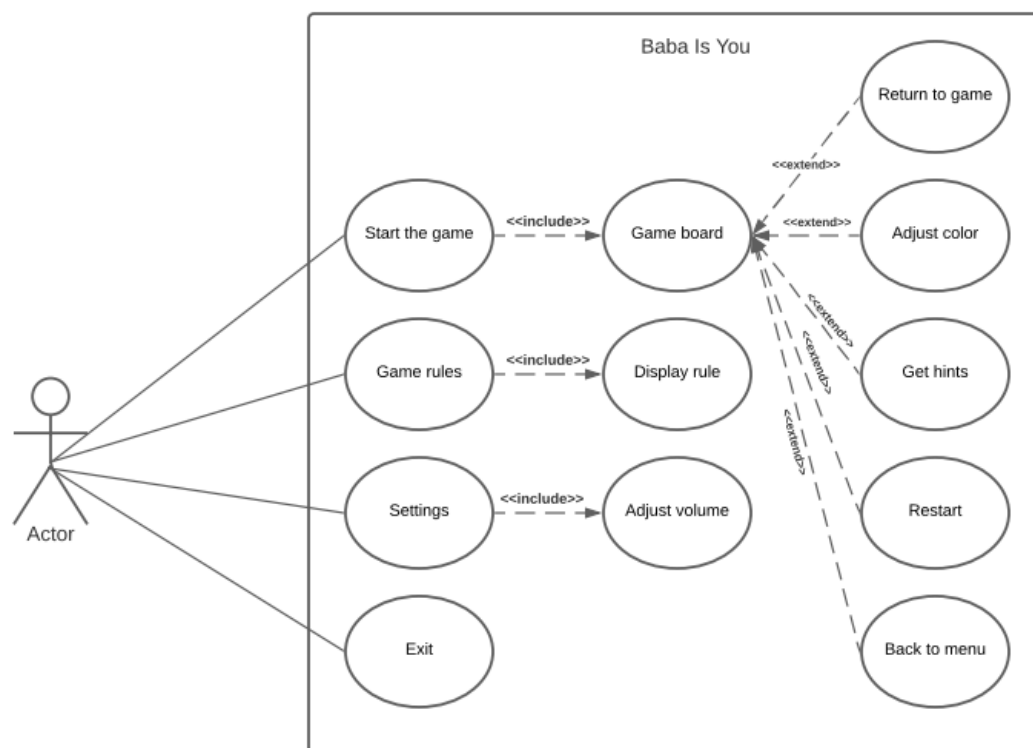 Baba Is You
Return to game
<<extend>>
Start the game
<<include>>
Game board
<<extend>>
Adjust color
<<extend>>
Game rules
<<include>>
Display rule
<<extend>>
Get hints
<<extend>>
Settings
<<include>>
Adjust volume
Restart
Actor
Exit
Back to menu